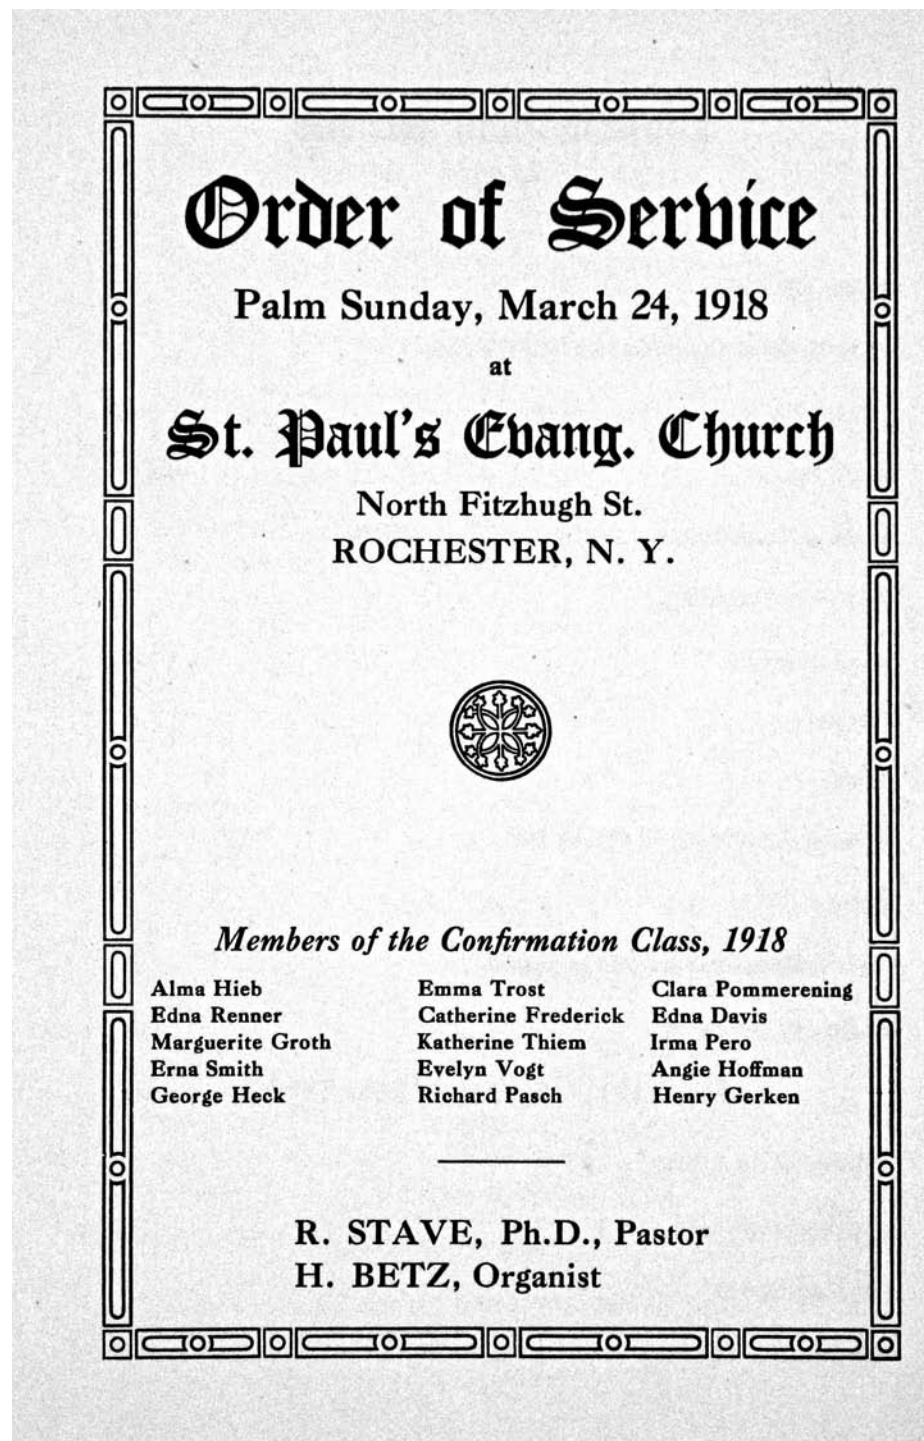 Order of Service
Palm Sunday, March 24, 1918
at
St. Paul's Evang. Church
North Fitzhugh St.
ROCHESTER, N. Y.
Members of the Confirmation Class, 1918
Alma Hieb
Edna Renner
Marguerite Groth
Erna Smith
George Heck
Emma Trost
Catherine Frederick
Katherine Thiem
Evelyn Vogt
Richard Pasch
Clara Pommerening
Edna Davis
Irma Pero
Angie Hoffman
Henry Gerken
R. STAVE, Ph.D., Pastor
H. BETZ, Organist